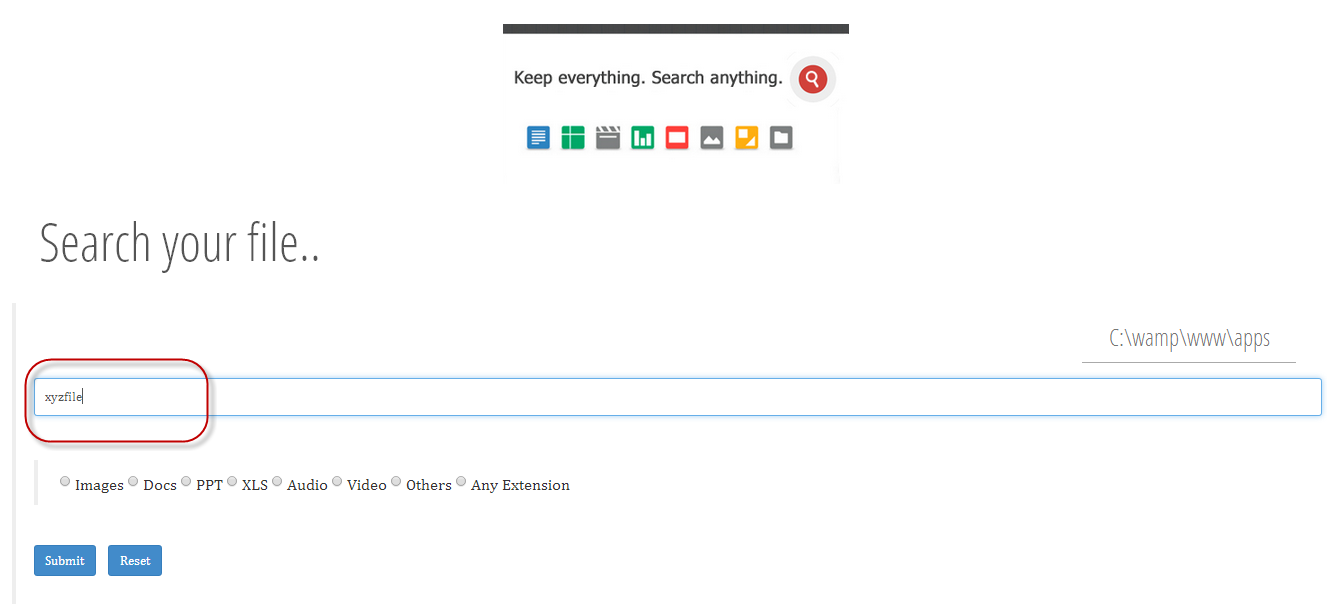 Keep everything. Search anything.
Search your file..
C:\wamp\www\apps
xyzfile
Images Docs PPT XLS Audio Video Others Any Extension
Submit Reset